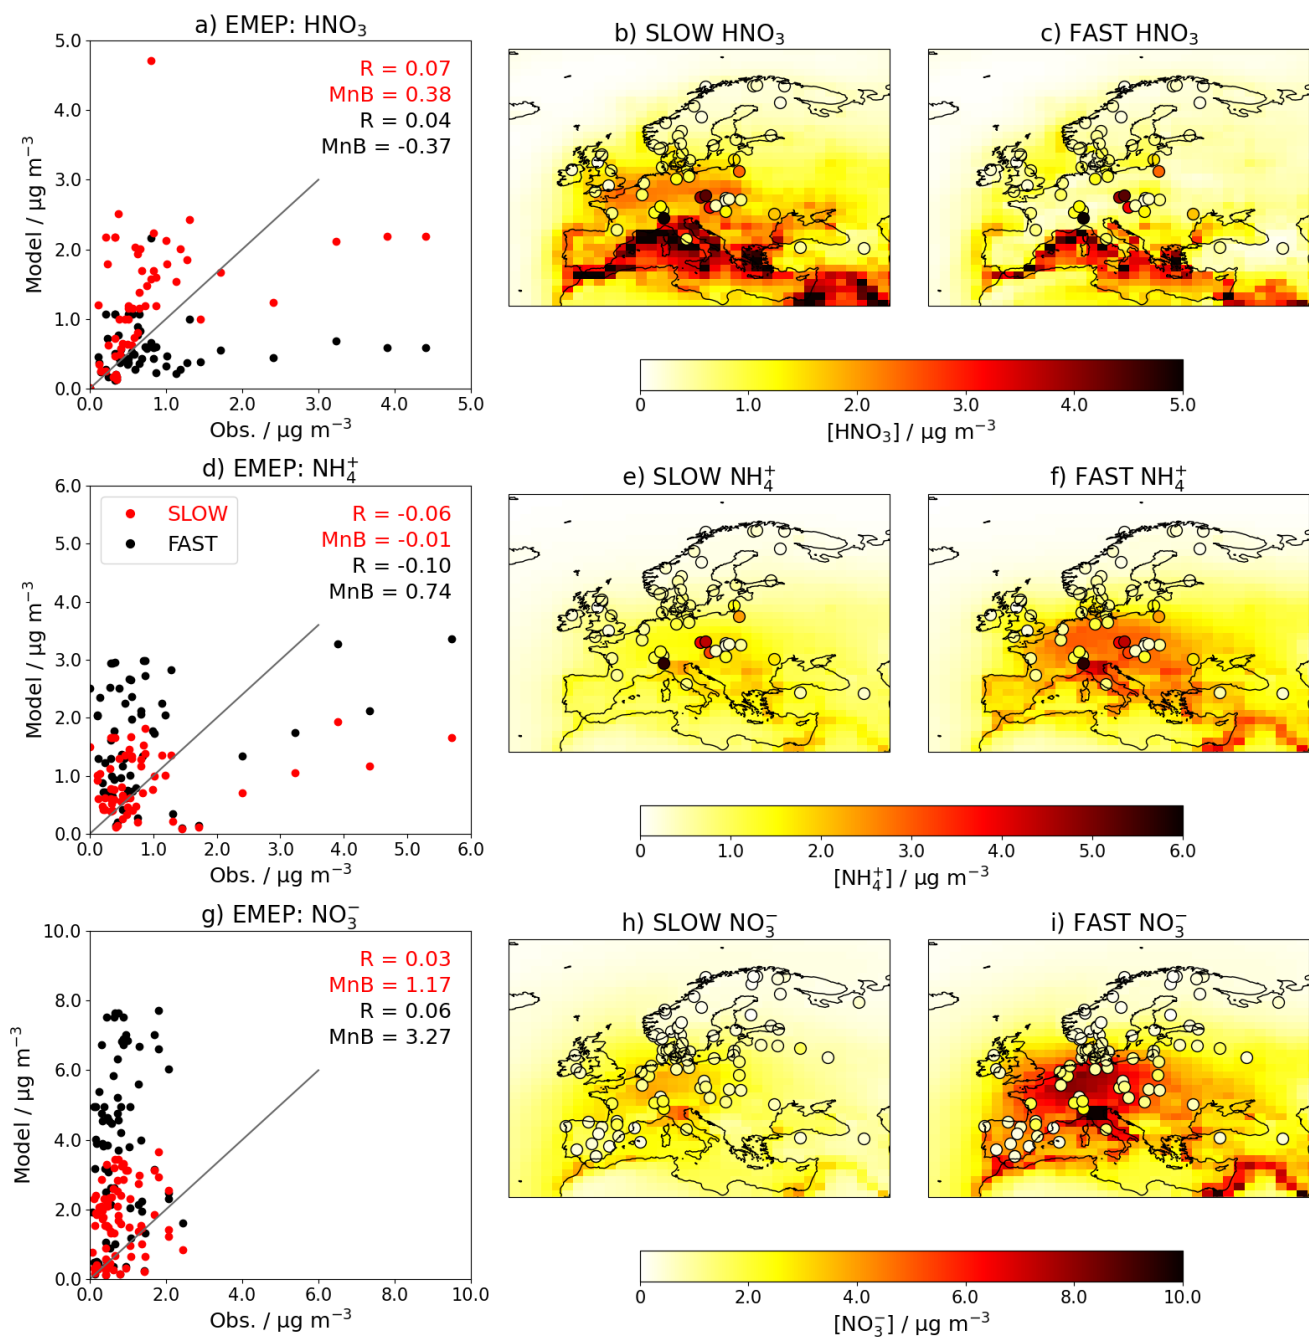 a) EMEP: HNO₃
b) SLOW HNO₃
c) FAST HNO₃
R = 0.07
MnB = 0.38
R = 0.04
MnB = -0.37
Model / μg m⁻³
5.0
4.0
3.0
2.0
1.0
0.0
0.0 1.0 2.0 3.0 4.0 5.0
Obs. / μg m⁻³
0 1.0 2.0 3.0 4.0 5.0
[HNO₃] / μg m⁻³
d) EMEP: NH₄⁺
e) SLOW NH₄⁺
f) FAST NH₄⁺
SLOW
FAST
R = -0.06
MnB = -0.01
R = -0.10
MnB = 0.74
Model / μg m⁻³
6.0
5.0
4.0
3.0
2.0
1.0
0.0
0.0 1.0 2.0 3.0 4.0 5.0 6.0
Obs. / μg m⁻³
0 1.0 2.0 3.0 4.0 5.0 6.0
[NH₄⁺] / μg m⁻³
g) EMEP: NO₃⁻
h) SLOW NO₃⁻
i) FAST NO₃⁻
R = 0.03
MnB = 1.17
R = 0.06
MnB = 3.27
Model / μg m⁻³
10.0
8.0
6.0
4.0
2.0
0.0
0.0 2.0 4.0 6.0 8.0 10.0
Obs. / μg m⁻³
0 2.0 4.0 6.0 8.0 10.0
[NO₃⁻] / μg m⁻³